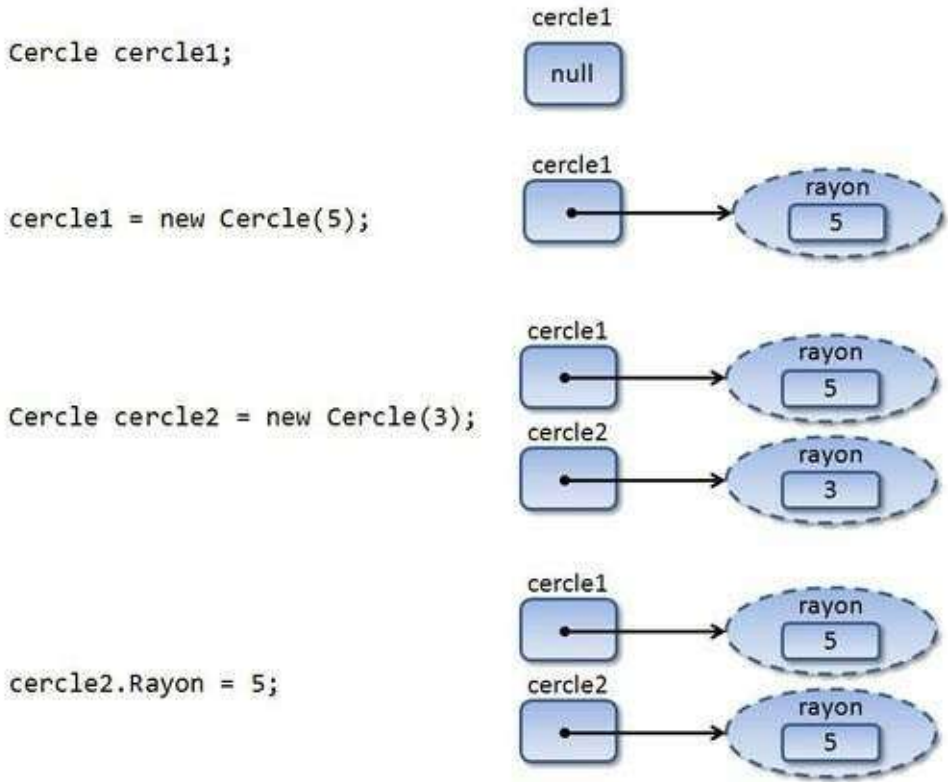 cercle1
Cercle cercle1;
null
cercle1
rayon
cercle1 = new Cercle(5);
5
cercle1
rayon
5
Cercle cercle2 = new Cercle(3);
cercle2
rayon
3
cercle1
rayon
5
cercle2.Rayon = 5;
cercle2
rayon
5